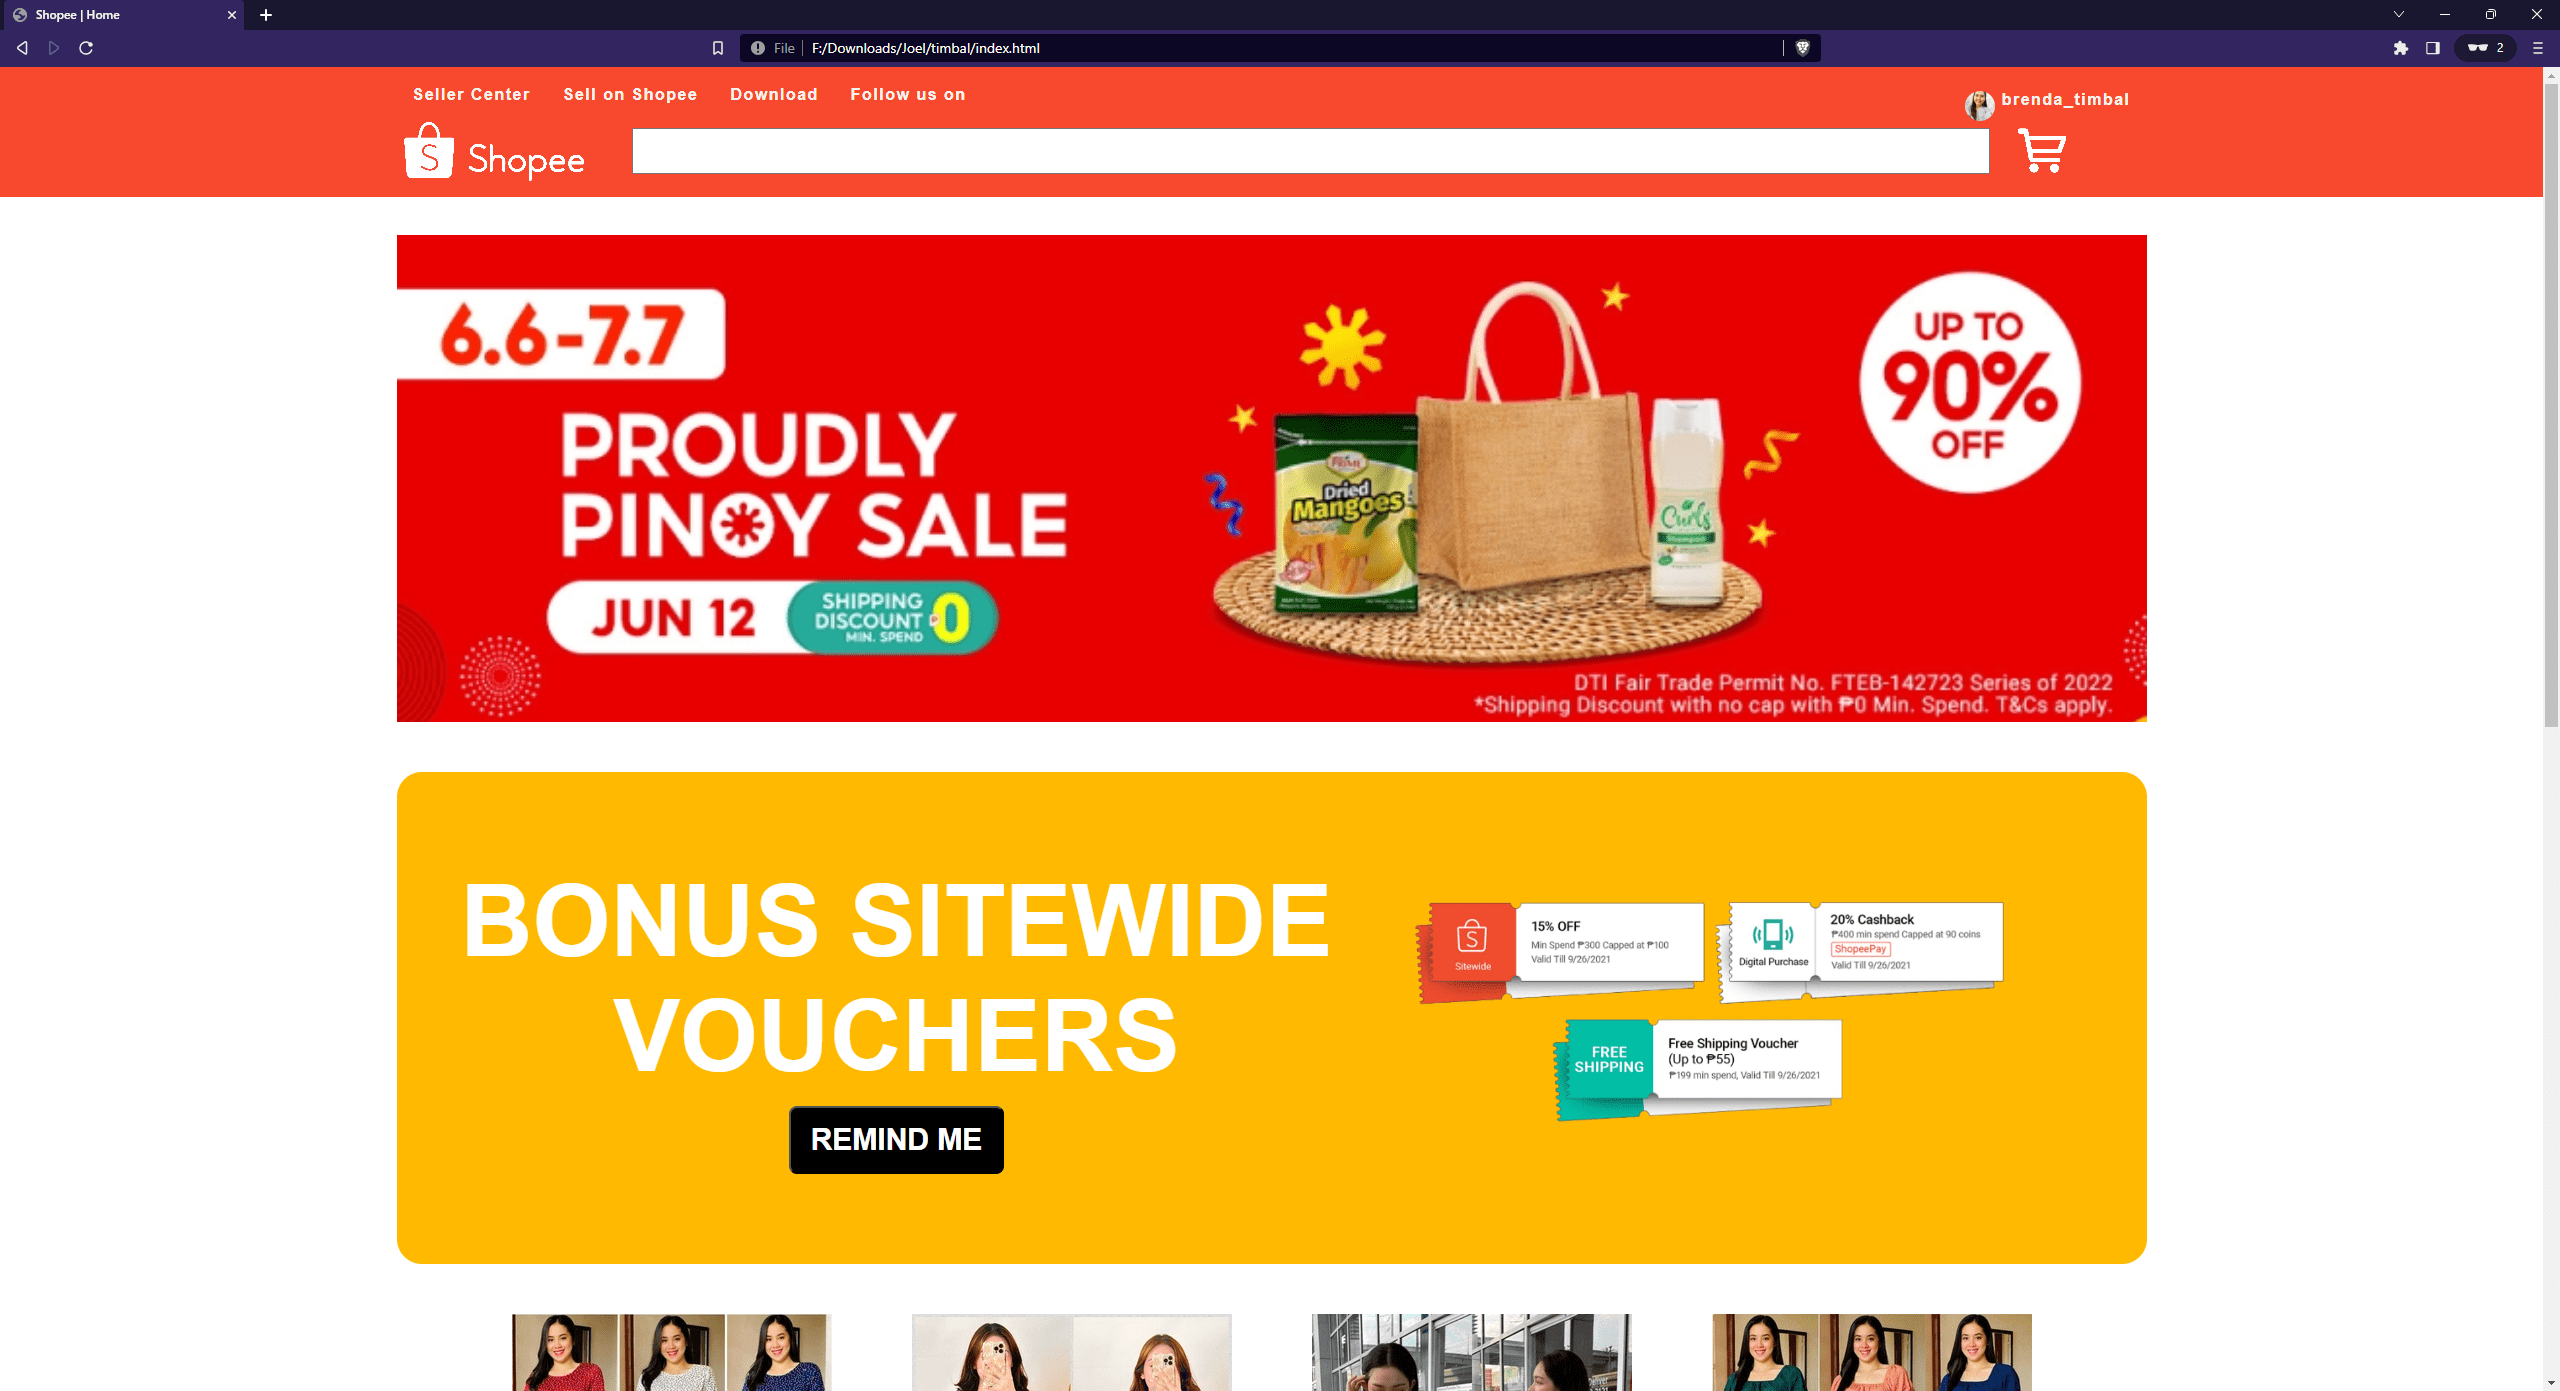 Shopee | Home
2
File
F:/Downloads/Joel/timbal/index.html
Seller Center Sell on Shopee Download Follow us on
brenda_timbal
S Shopee
6.6-7.7
UP TO
90%
OFF
PROUDLY
PINOY SALE
JUN 12
SHIPPING
DISCOUNT
MIN. SPEND
₱0
Dried
Mangoes
Curls
Shampoo
DTI Fair Trade Permit No. FTEB-142723 Series of 2022
*Shipping Discount with no cap with ₱0 Min. Spend. T&Cs apply.
BONUS SITEWIDE
VOUCHERS
REMIND ME
S
Sitewide
15% OFF
Min Spend ₱300 Capped at ₱100
Valid Till 9/26/2021
Digital Purchase
20% Cashback
₱400 min spend Capped at 90 coins
ShopeePay
Valid Till 9/26/2021
FREE
SHIPPING
Free Shipping Voucher
(Up to ₱55)
₱199 min spend, Valid Till 9/26/2021